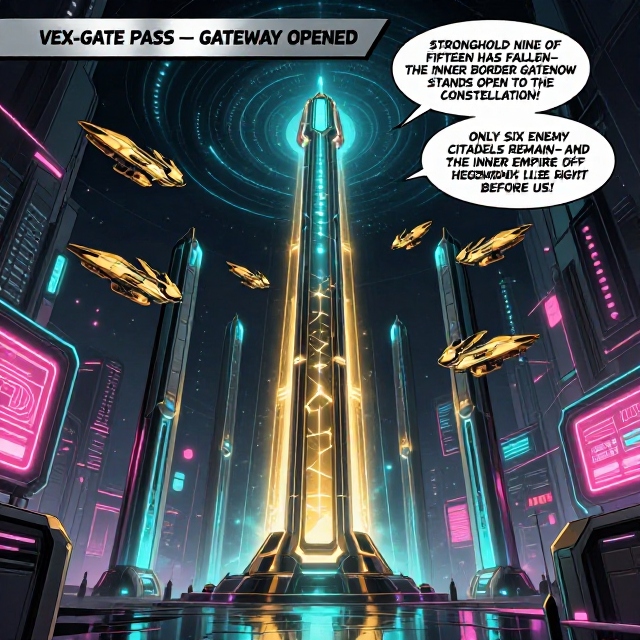 VEX-GATE PASS — GATEWAY OPENED
STRONGHOLD NINE OF
FIFTEEN HAS FALLEN–
THE INNER BORDER GATENOW
STANDS OPEN TO THE
CONSTELLATION!
ONLY SIX ENEMY
CITADELS REMAIN– AND
THE INNER EMPIRE OFF
BEFORE US!